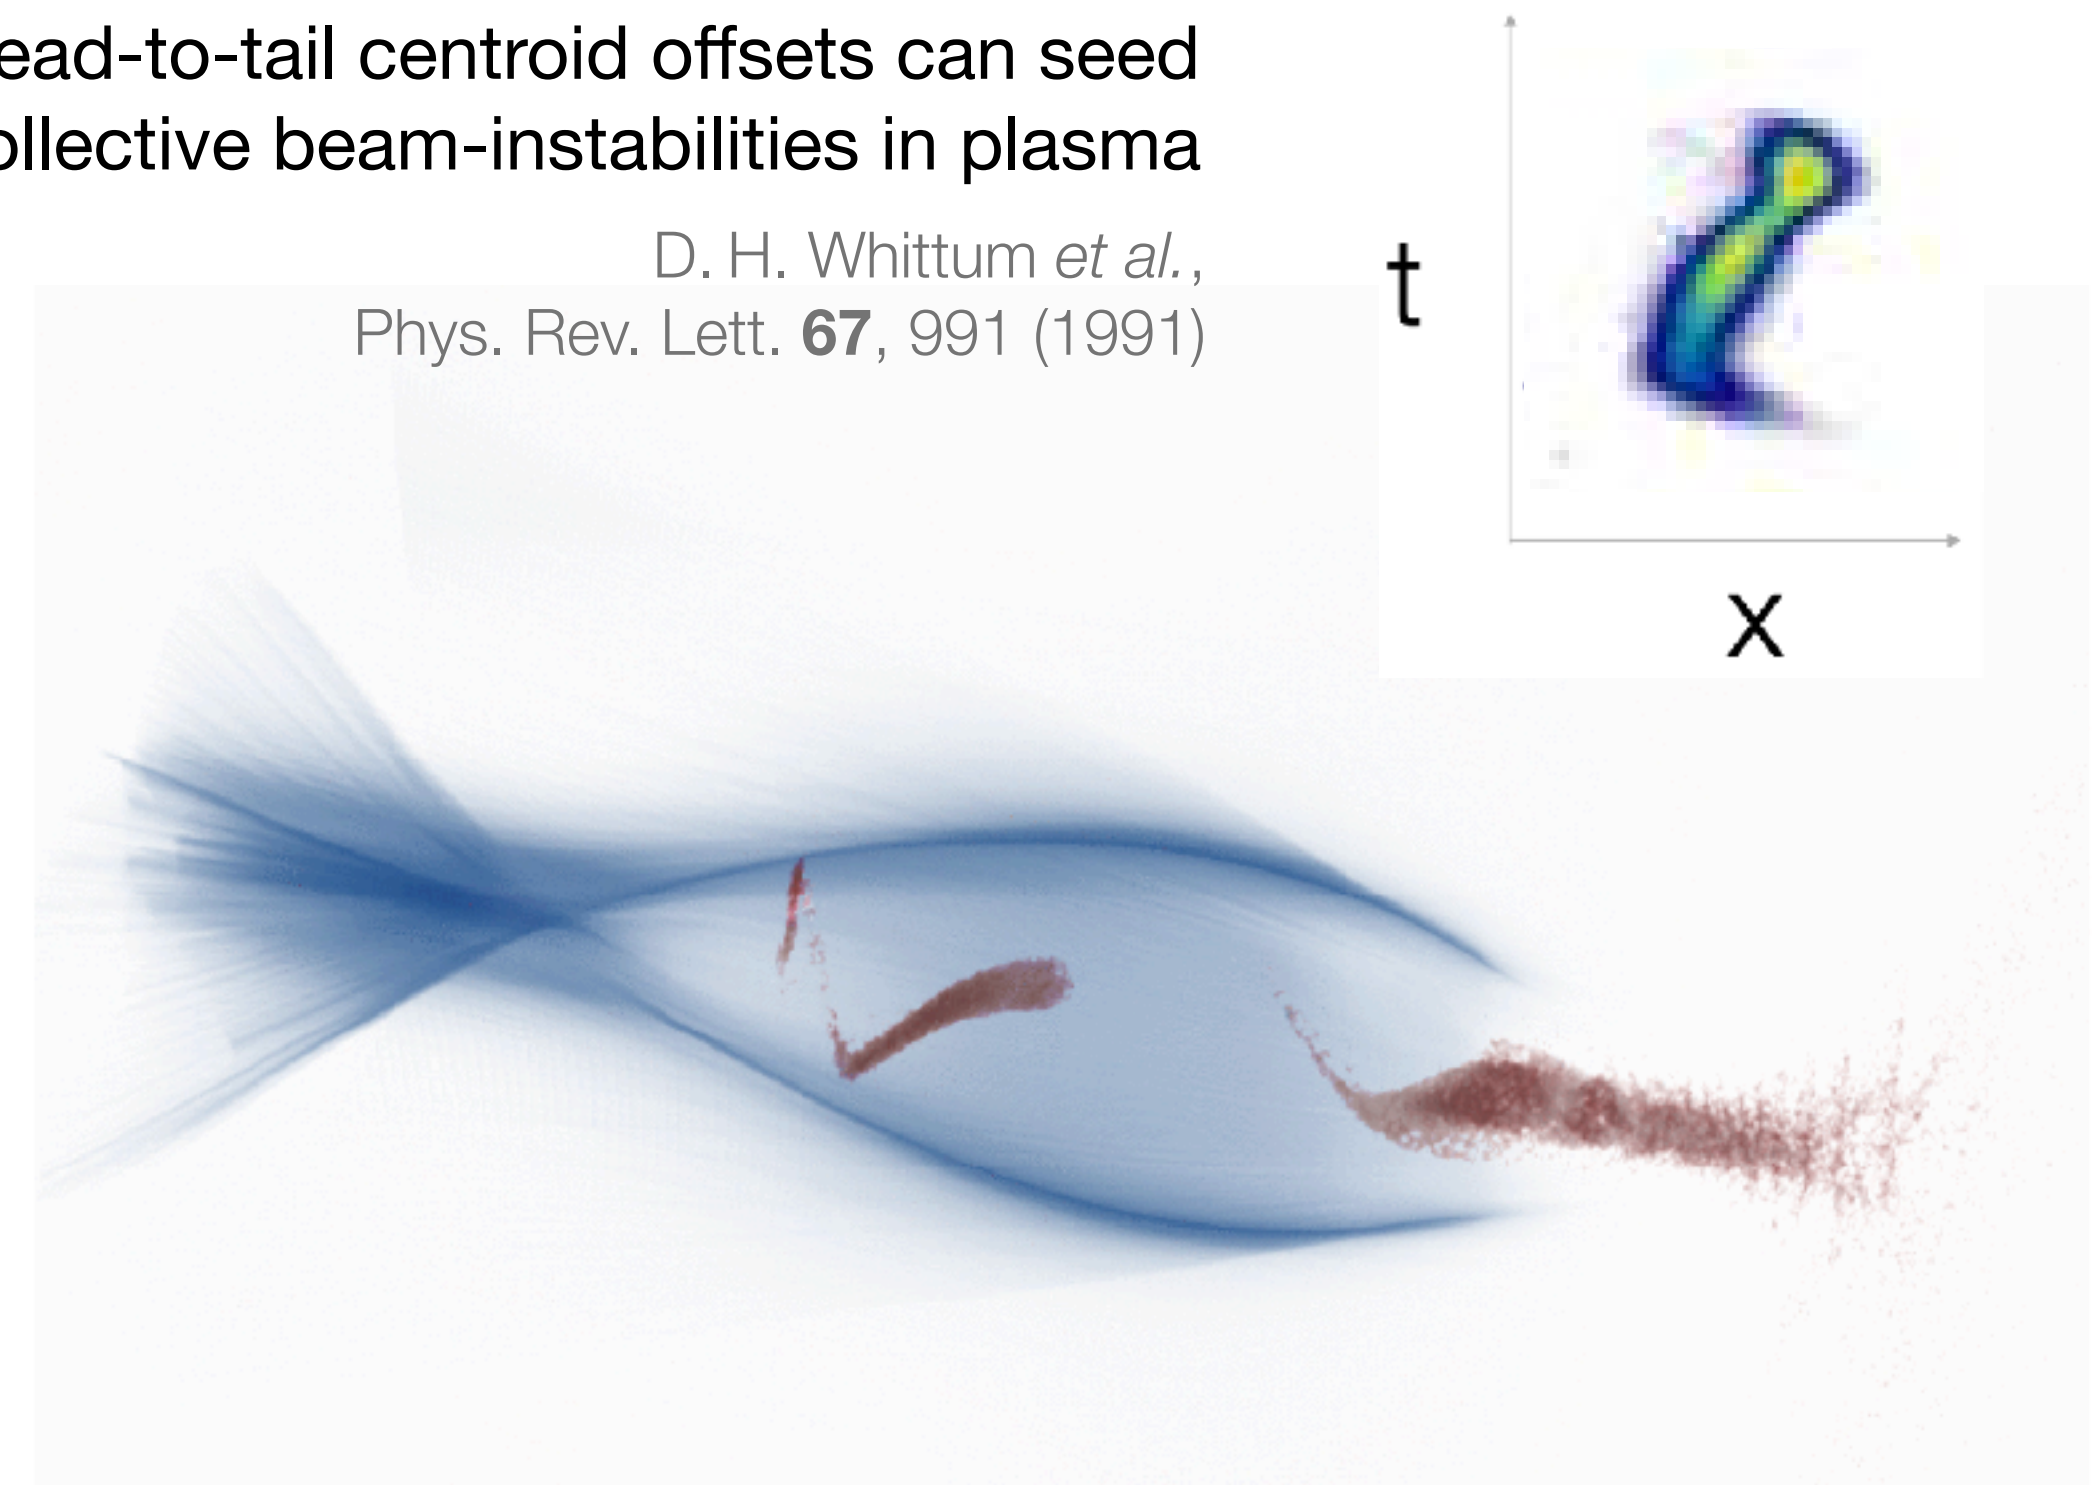 ead-to-tail centroid offsets can seed
ollective beam-instabilities in plasma
D. H. Whittum et al.,
Phys. Rev. Lett. 67, 991 (1991)
t
x